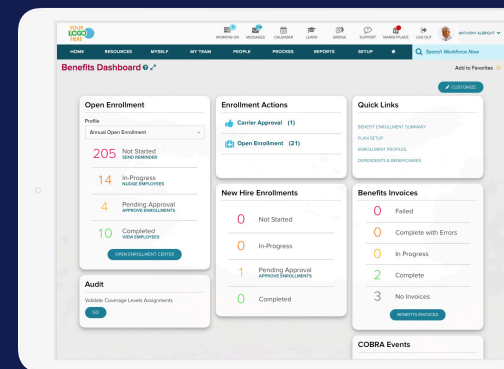 YOUR
LOGO
HERE
WORKING ON
MESSAGES
CALENDAR
LEARN
BRIDGE
SUPPORT
MARKETPLACE
LOG OUT
ANTHONY ALBRIGHT
HOME
RESOURCES
MYSELF
MY TEAM
PEOPLE
PROCESS
REPORTS
SETUP
Search Workforce Now
Benefits Dashboard
Add to Favorites
CUSTOMIZE
Open Enrollment
Profile
Annual Open Enrollment
205 Not Started
SEND REMINDER
14 In-Progress
NUDGE EMPLOYEES
4 Pending Approval
APPROVE ENROLLMENTS
10 Completed
VIEW EMPLOYEES
OPEN ENROLLMENT CENTER
Audit
Validate Coverage Levels Assignments
GO
Enrollment Actions
Carrier Approval (1)
Open Enrollment (21)
New Hire Enrollments
0 Not Started
0 In-Progress
1 Pending Approval
APPROVE ENROLLMENTS
0 Completed
Quick Links
BENEFIT ENROLLMENT SUMMARY
PLAN SETUP
ENROLLMENT PROFILES
DEPENDENTS & BENEFICIARIES
Benefits Invoices
0 Failed
0 Complete with Errors
0 In Progress
2 Complete
3 No Invoices
BENEFITS INVOICES
COBRA Events